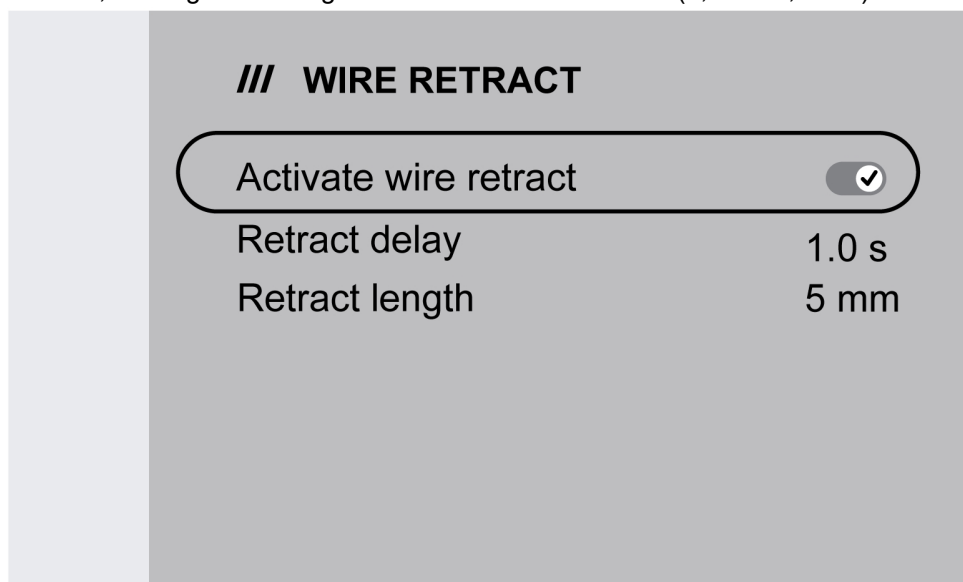 /// WIRE RETRACT
Activate wire retract
Retract delay 1.0 s
Retract length 5 mm